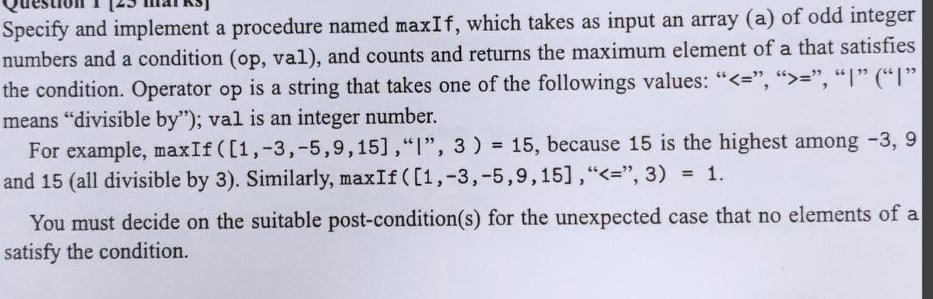 Question 1 [25 marks]
Specify and implement a procedure named maxIf, which takes as input an array (a) of odd integer
numbers and a condition (op, val), and counts and returns the maximum element of a that satisfies
the condition. Operator op is a string that takes one of the followings values: “<=”, “>=”, “|” (“|”
means “divisible by”); val is an integer number.
For example, maxIf([1,-3,-5,9,15],“|”, 3 ) = 15, because 15 is the highest among -3, 9
and 15 (all divisible by 3). Similarly, maxIf([1,-3,-5,9,15],“<=”, 3) = 1.
You must decide on the suitable post-condition(s) for the unexpected case that no elements of a
satisfy the condition.